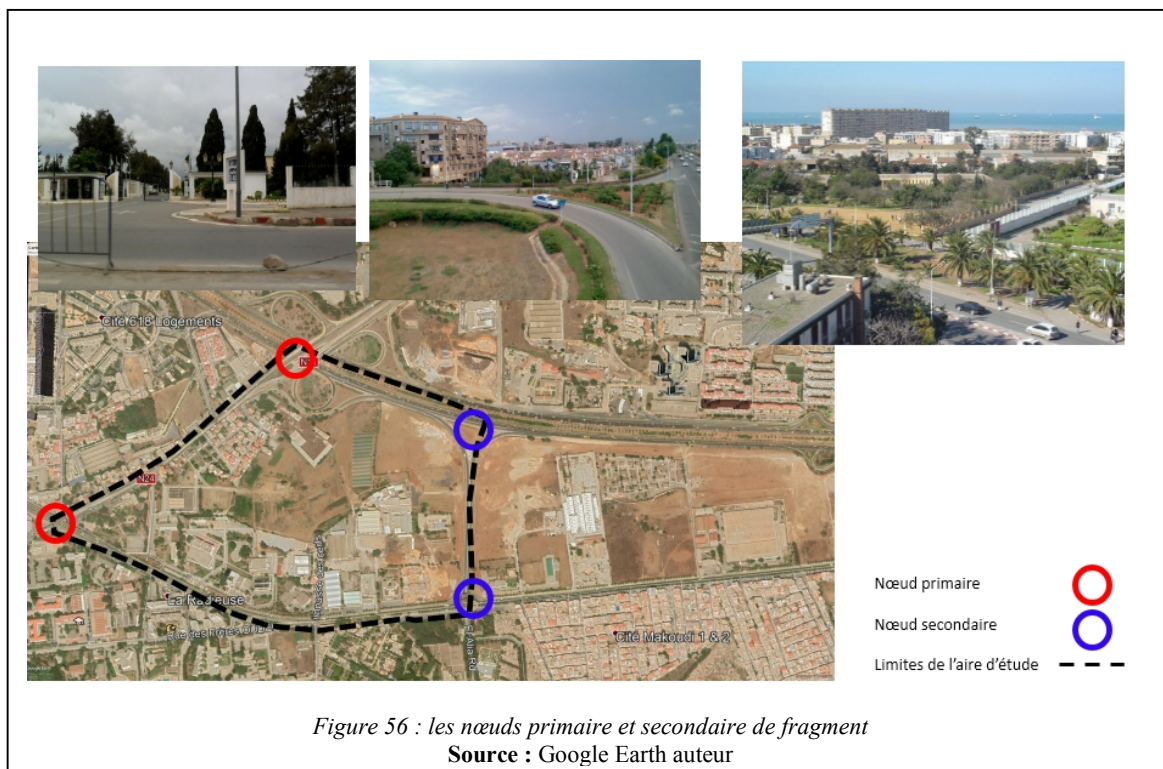 Cité 618 Logements
La Radieuse
Cité Makoudi 1 & 2
Nœud primaire
Nœud secondaire
Limites de l'aire d'étude
Figure 56 : les nœuds primaire et secondaire de fragment
Source : Google Earth auteur